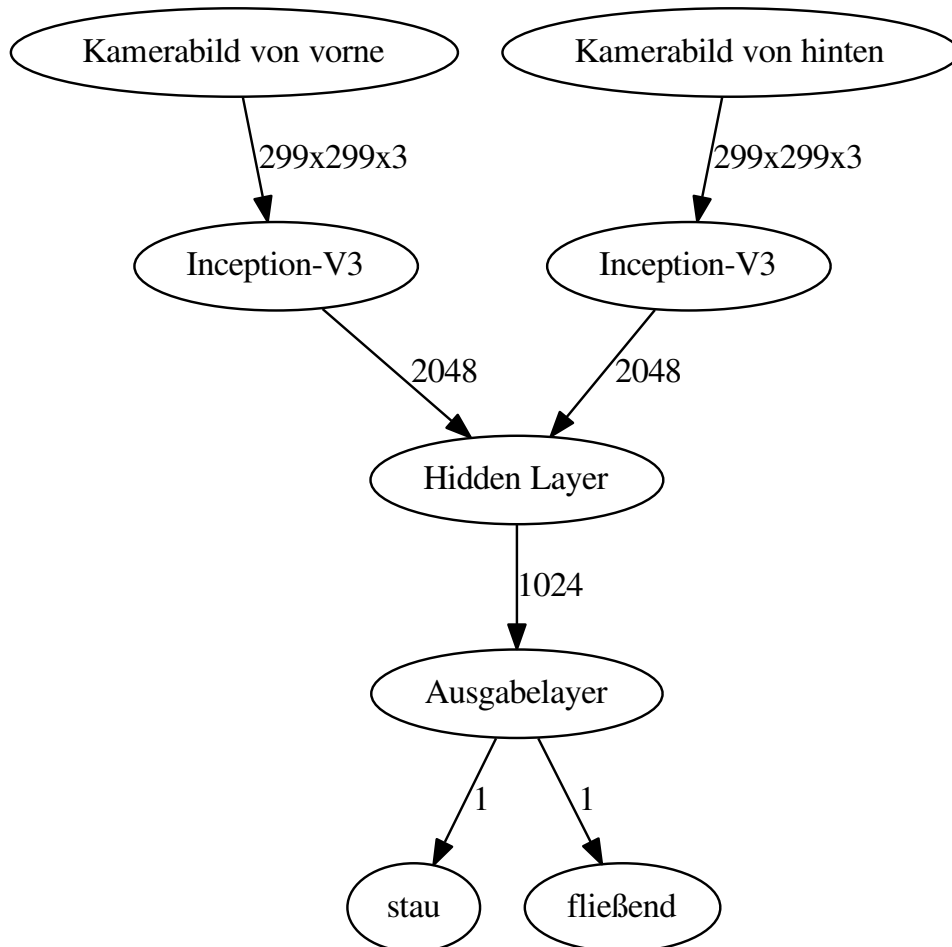 Kamerabild von vorne
Kamerabild von hinten
299x299x3
299x299x3
Inception-V3
Inception-V3
2048
2048
Hidden Layer
1024
Ausgabelayer
1
1
stau
fließend